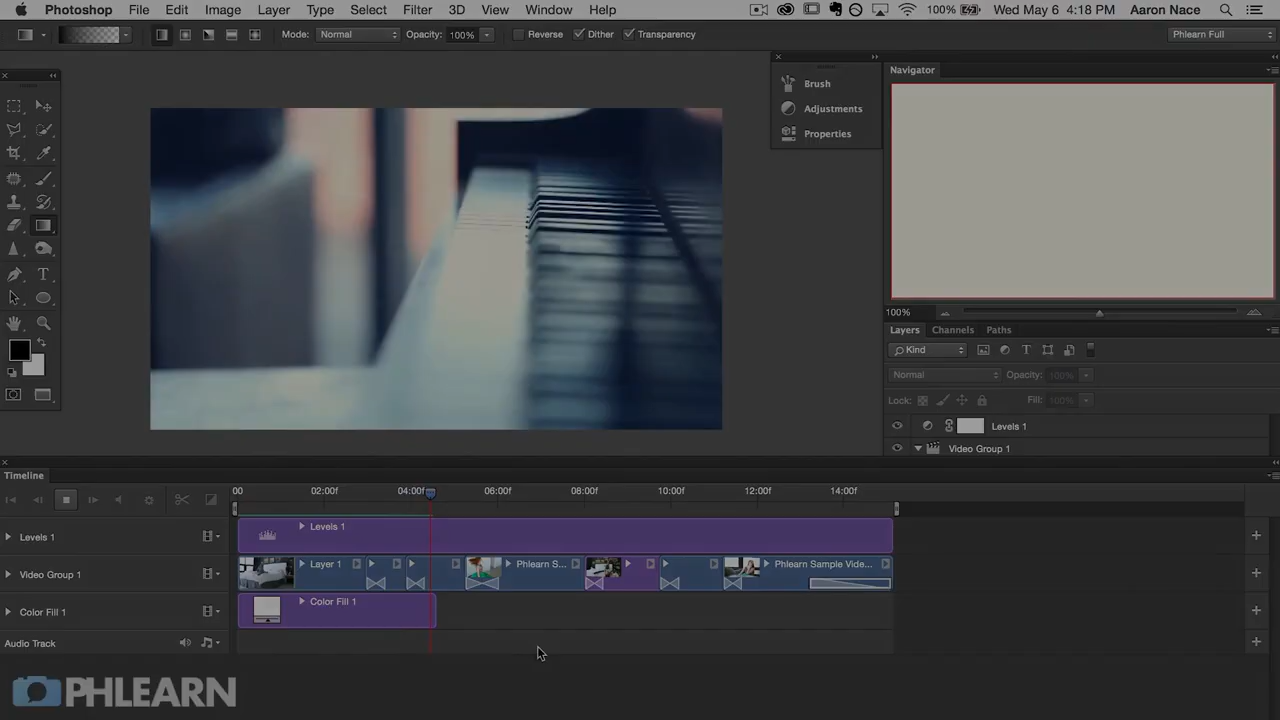 Photoshop File Edit Image Layer Type Select Filter 3D View Window Help 100% Wed May 6 4:18 PM Aaron Nace
Mode: Normal Opacity: 100% Reverse Dither Transparency Phlearn Full
Navigator
Brush
Adjustments
Properties
T
100%
Layers Channels Paths
Kind T
Normal Opacity: 100%
Lock: Fill: 100%
Levels 1
Video Group 1
Timeline
00 02:00f 04:00f 06:00f 08:00f 10:00f 12:00f 14:00f
Levels 1 Levels 1
Video Group 1 Layer 1 Phlearn S... Phlearn Sample Vide...
Color Fill 1 Color Fill 1
Audio Track
PHLEARN